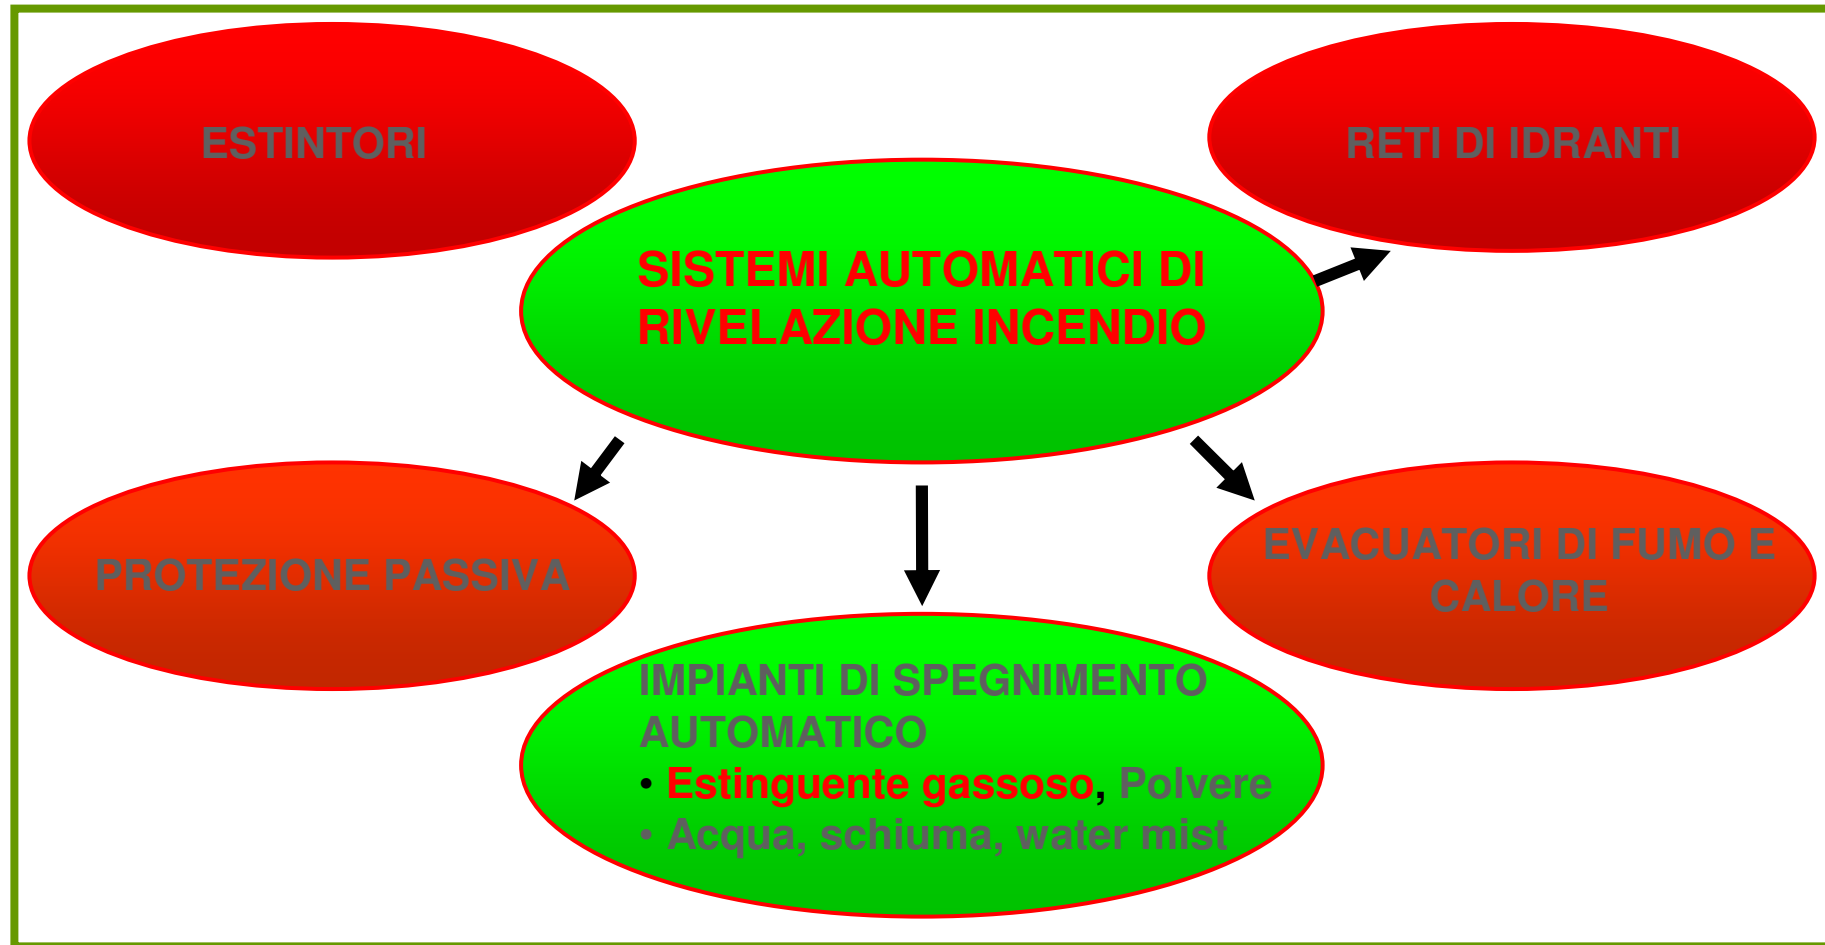 ESTINTORI
RETI DI IDRANTI
SISTEMI AUTOMATICI DI
RIVELAZIONE INCENDIO
PROTEZIONE PASSIVA
EVACUATORI DI FUMO E
CALORE
IMPIANTI DI SPEGNIMENTO
AUTOMATICO
• Estinguente gassoso, Polvere
• Acqua, schiuma, water mist